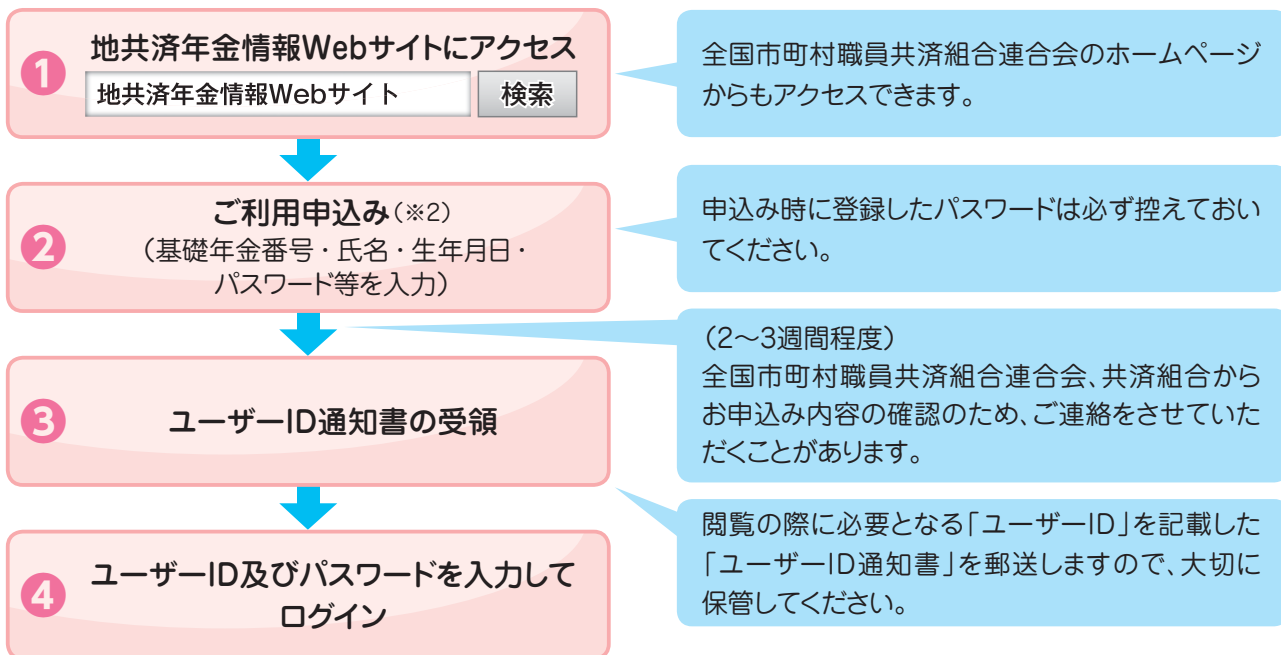 ❶
地共済年金情報Webサイトにアクセス
地共済年金情報Webサイト 検索
全国市町村職員共済組合連合会のホームページ
からもアクセスできます。
❷
ご利用申込み（※2）
（基礎年金番号・氏名・生年月日・
パスワード等を入力）
申込み時に登録したパスワードは必ず控えておい
てください。
（2〜3週間程度）
全国市町村職員共済組合連合会、共済組合から
お申込み内容の確認のため、ご連絡をさせていた
だくことがあります。
❸
ユーザーID通知書の受領
閲覧の際に必要となる「ユーザーID」を記載した
「ユーザーID通知書」を郵送しますので、大切に
保管してください。
❹
ユーザーID及びパスワードを入力して
ログイン